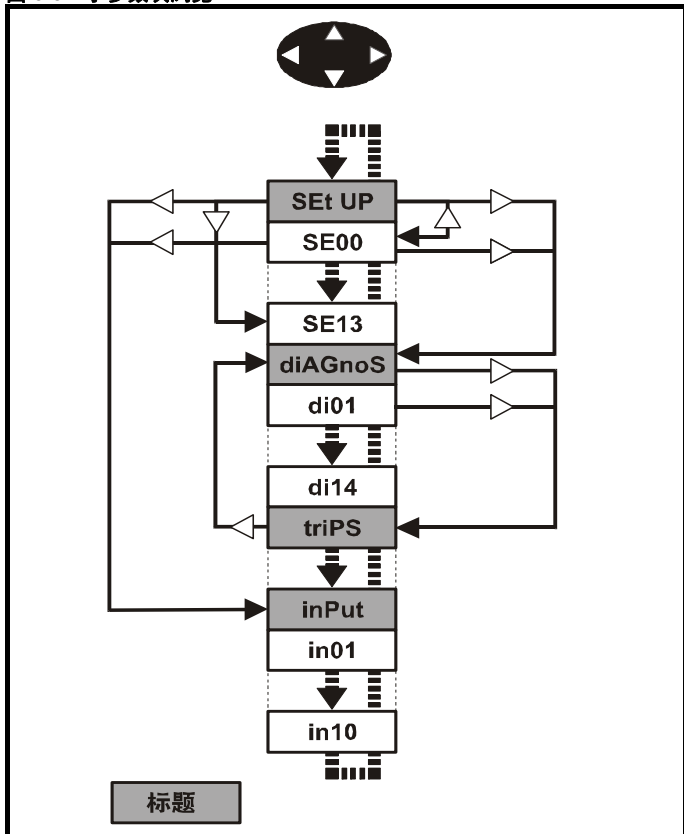 SEt UP
SE00
SE13
diAGnoS
di01
di14
triPS
inPut
in01
in10
标题